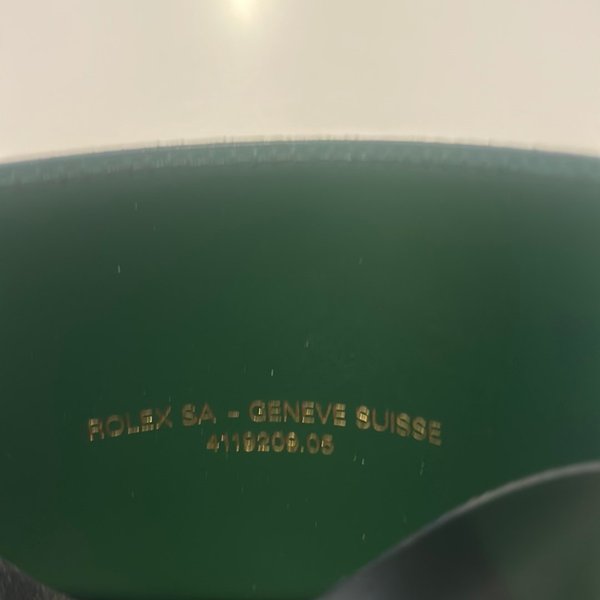 ROLEX SA - GENEVE SUISSE
4119209.05